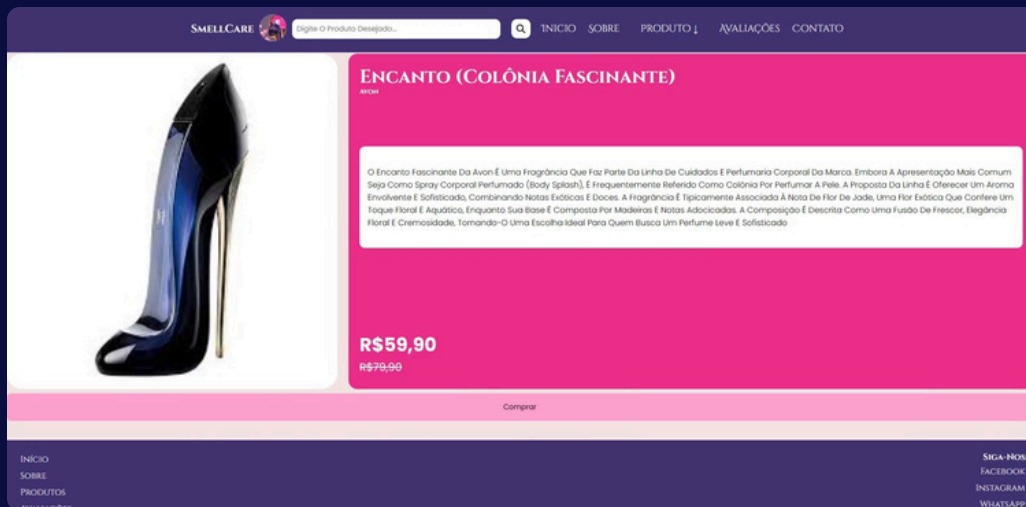 SmellCare
Digite O Produto Desejado...
INICIO SOBRE PRODUTO↓ AVALIAÇÕES CONTATO
Encanto (Colônia Fascinante)
AVON
O Encanto Fascinante Da Avon É Uma Fragrância Que Faz Parte Da Linha De Cuidados E Perfumaria Corporal Da Marca. Embora A Apresentação Mais Comum
Seja Como Spray Corporal Perfumado (Body Splash), É Frequentemente Referido Como Colônia Por Perfumar A Pele. A Proposta Da Linha É Oferecer Um Aroma
Envolvente E Sofisticado, Combinando Notas Exóticas E Doces. A Fragrância É Tipicamente Associada À Nota De Flor De Jade, Uma Flor Exótica Que Confere Um
Toque Floral E Aquático, Enquanto Sua Base É Composta Por Madeiras E Notas Adocicadas. A Composição É Descrita Como Uma Fusão De Frescor, Elegância
Floral E Cremosidade, Tornando-O Uma Escolha Ideal Para Quem Busca Um Perfume Leve E Sofisticado
R$59,90
R$79,90
Comprar
Início
Sobre
Produtos
Siga-Nos
Facebook
Instagram
WhatsApp